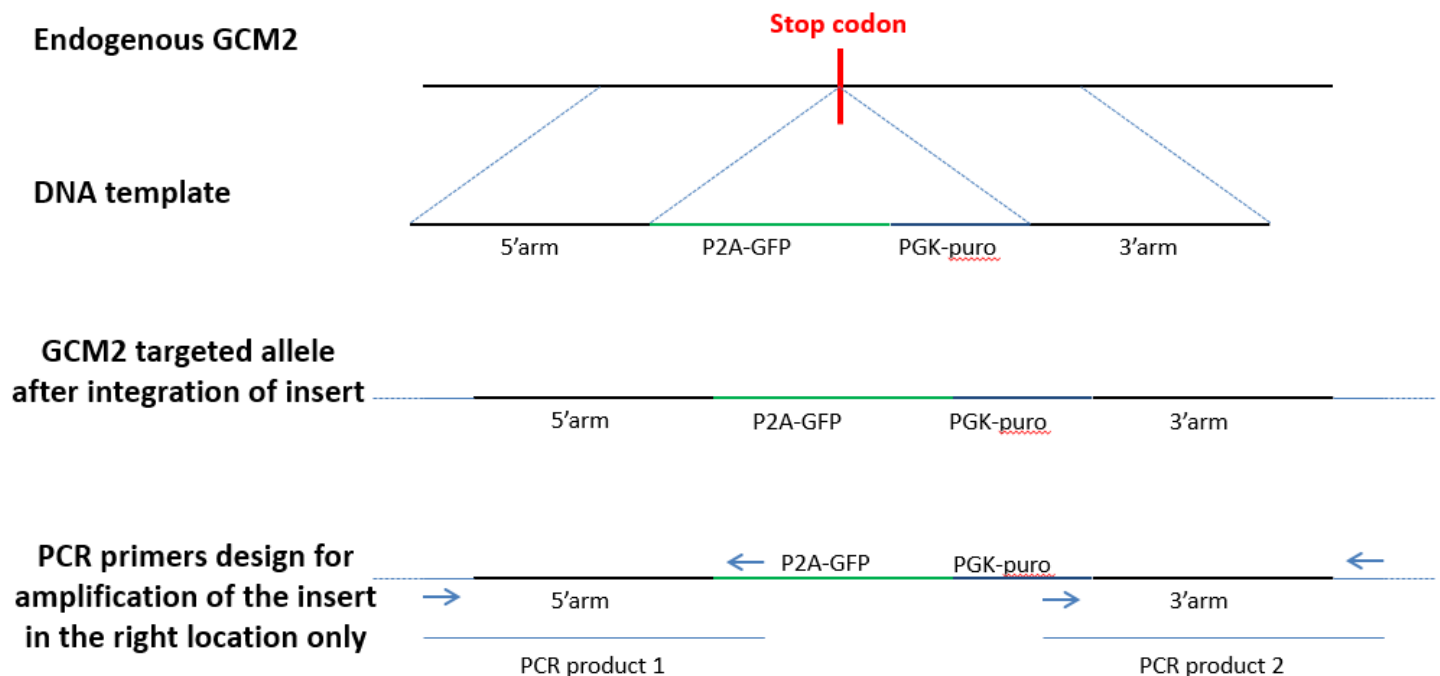 Endogenous GCM2
Stop codon
DNA template
5’arm
P2A-GFP
PGK-puro
3’arm
GCM2 targeted allele
after integration of insert
5’arm
P2A-GFP
PGK-puro
3’arm
PCR primers design for
amplification of the insert
in the right location only
P2A-GFP
PGK-puro
5’arm
3’arm
PCR product 1
PCR product 2